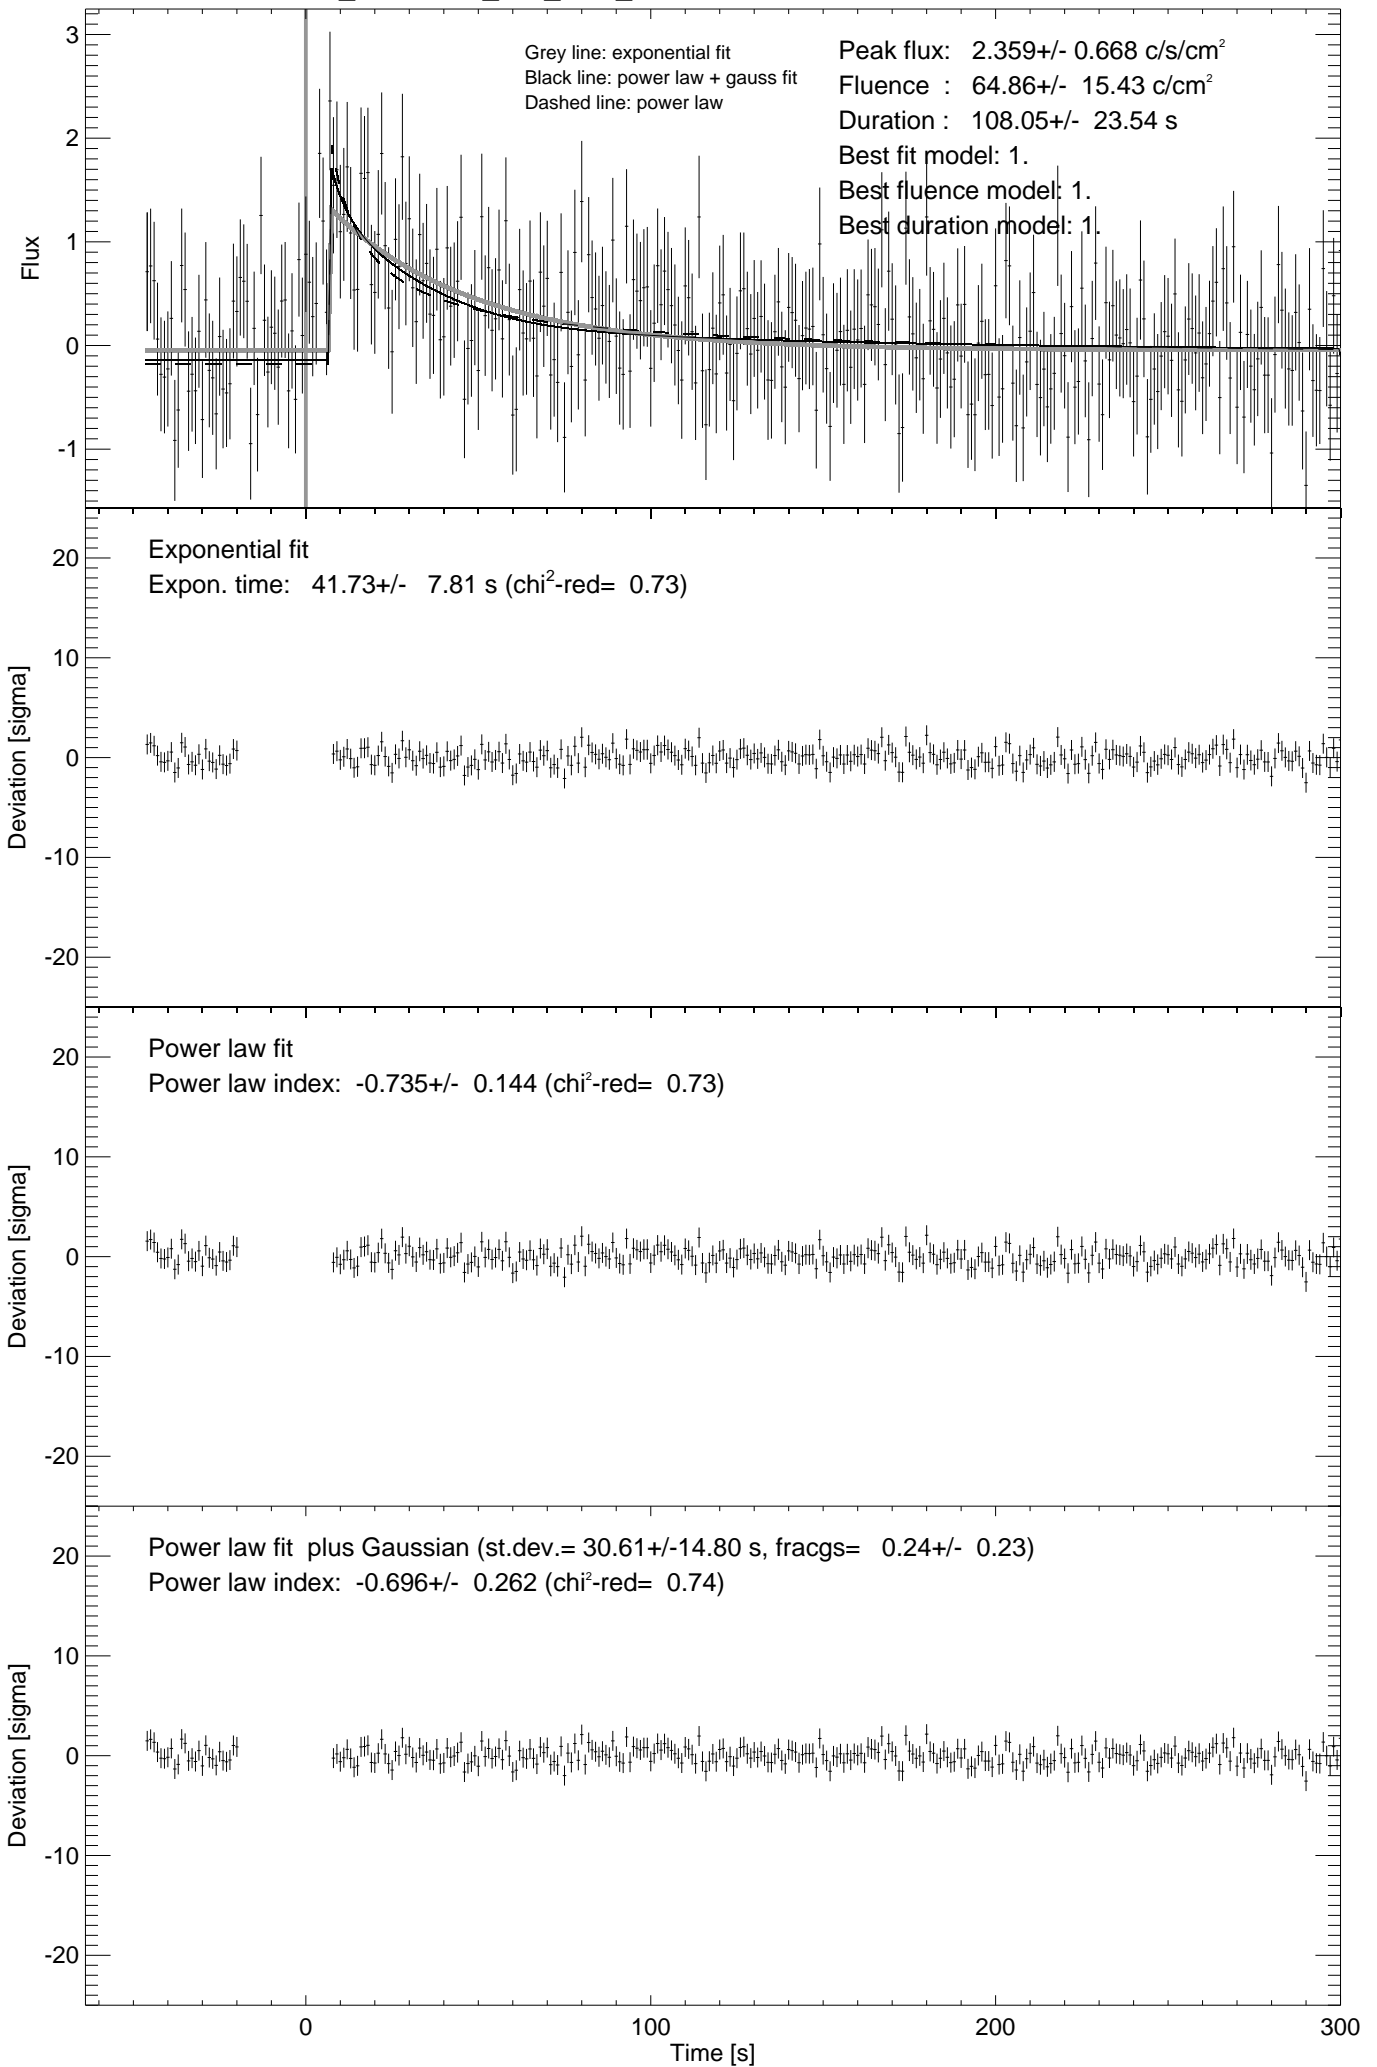 Grey line: exponential fit
Black line: power law + gauss fit
Dashed line: power law
Peak flux: 2.359+/- 0.668 c/s/cm²
Fluence : 64.86+/- 15.43 c/cm²
Duration : 108.05+/- 23.54 s
Best fit model: 1.
Best fluence model: 1.
Best duration model: 1.
3
2
1
0
-1
Flux
Exponential fit
Expon. time: 41.73+/- 7.81 s (chi²-red= 0.73)
20
10
0
-10
-20
Deviation [sigma]
Power law fit
Power law index: -0.735+/- 0.144 (chi²-red= 0.73)
20
10
0
-10
-20
Deviation [sigma]
Power law fit plus Gaussian (st.dev.= 30.61+/-14.80 s, fracgs= 0.24+/- 0.23)
Power law index: -0.696+/- 0.262 (chi²-red= 0.74)
20
10
0
-10
-20
Deviation [sigma]
0 100 200 300
Time [s]